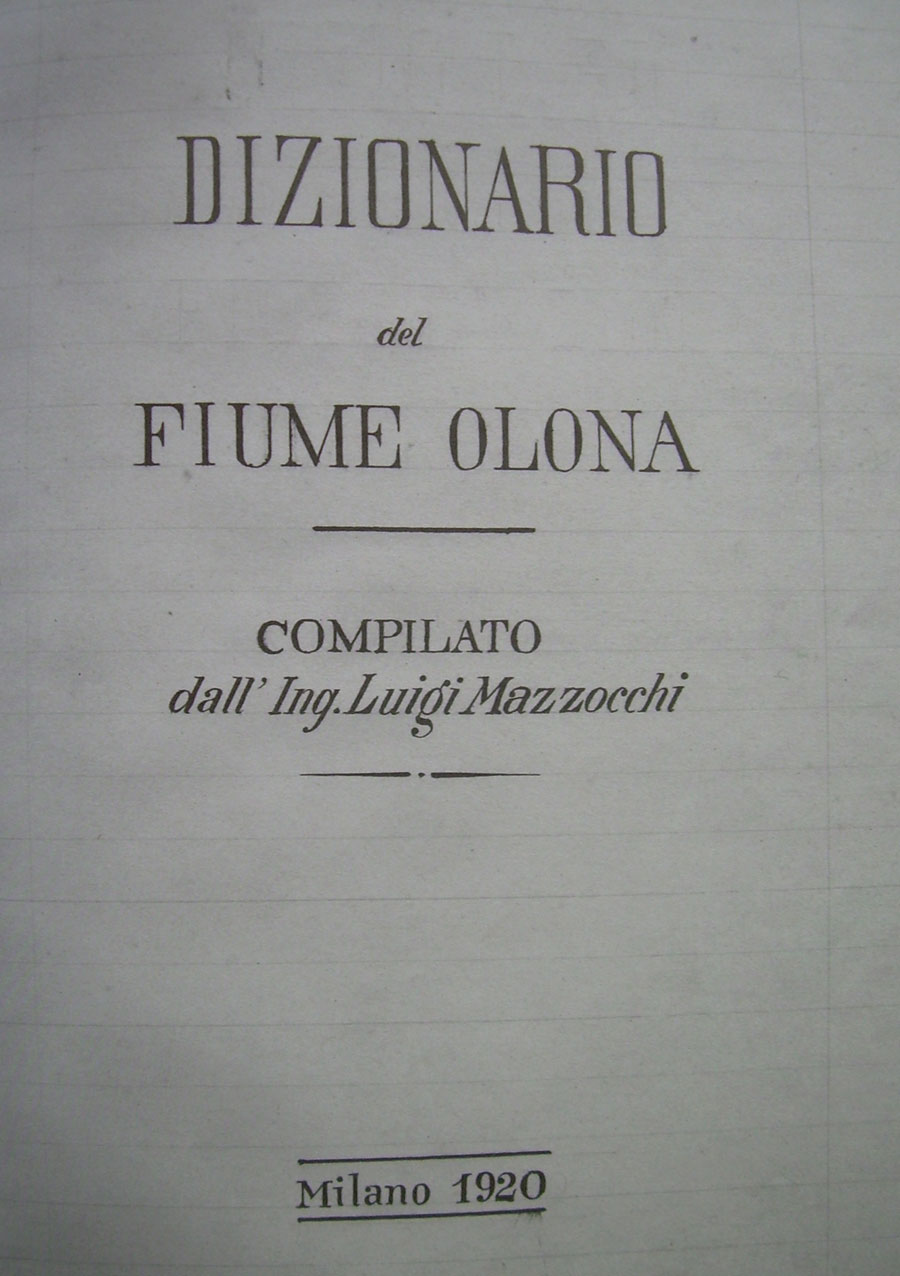 DIZIONARIO
del
FIUME OLONA
COMPILATO
dall' Ing. Luigi Mazzocchi
Milano 1920